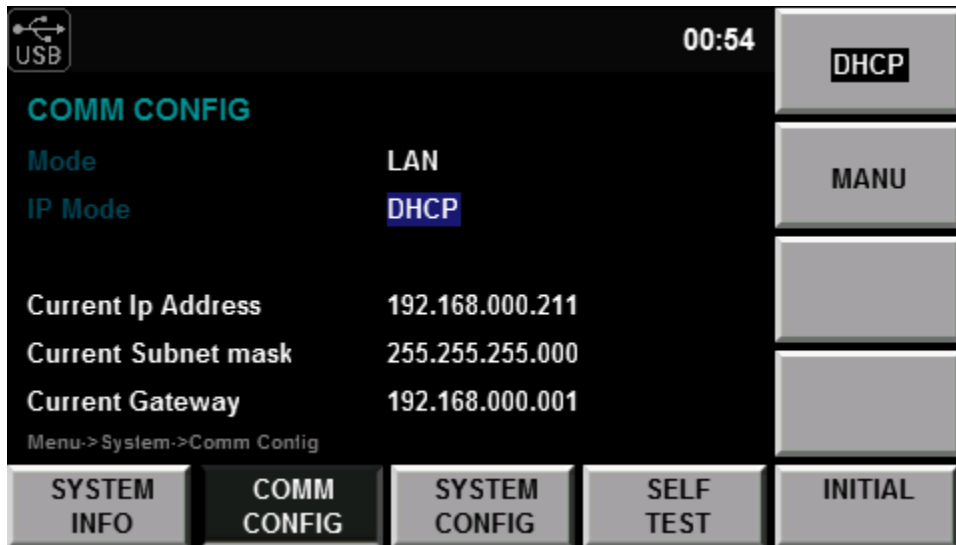 USB
00:54
COMM CONFIG
Mode LAN
IP Mode DHCP
Current Ip Address 192.168.000.211
Current Subnet mask 255.255.255.000
Current Gateway 192.168.000.001
Menu->System->Comm Config
DHCP
MANU
SYSTEM INFO
COMM CONFIG
SYSTEM CONFIG
SELF TEST
INITIAL